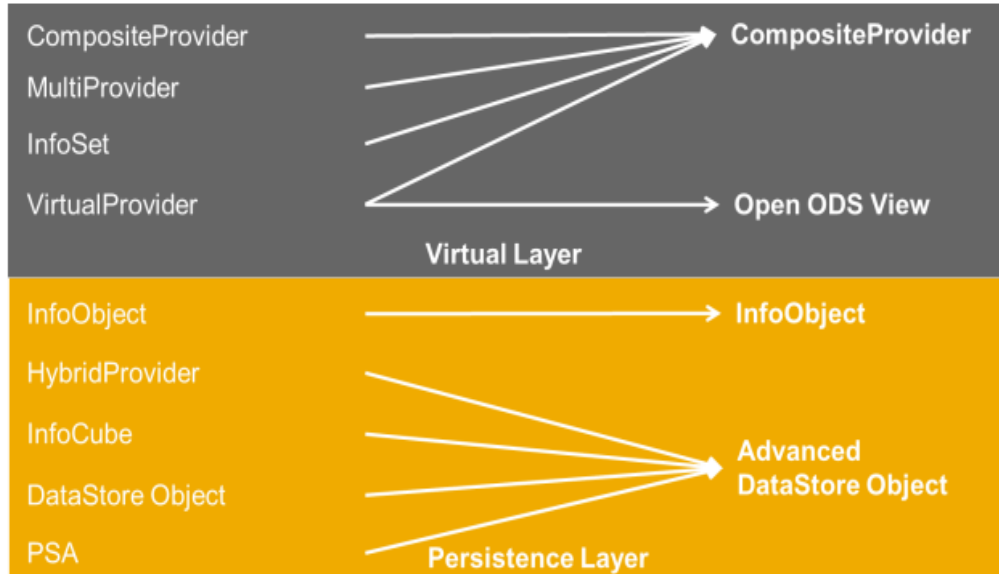 CompositeProvider
CompositeProvider
MultiProvider
InfoSet
VirtualProvider
Open ODS View
Virtual Layer
InfoObject
InfoObject
HybridProvider
InfoCube
Advanced
DataStore Object
DataStore Object
PSA
Persistence Layer